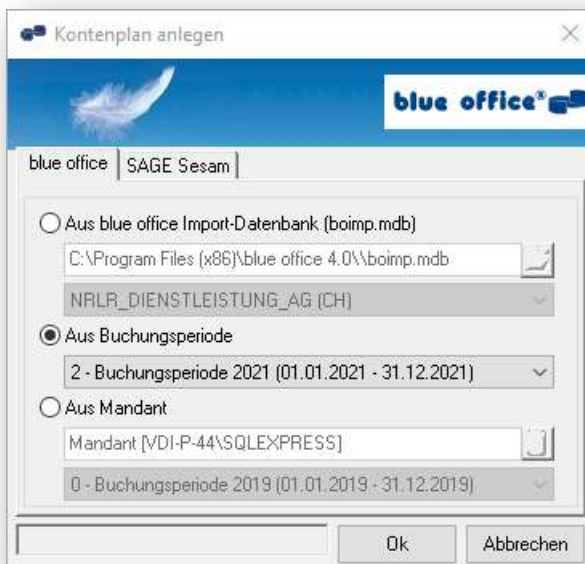 Kontenplan anlegen
blue office®
blue office
SAGE Sesam
Aus blue office Import-Datenbank (boimp.mdb)
C:\Program Files (x86)\blue office 4.0\\boimp.mdb
NRLR_DIENSTLEISTUNG_AG (CH)
Aus Buchungsperiode
2 - Buchungsperiode 2021 (01.01.2021 - 31.12.2021)
Aus Mandant
Mandant [VDI-P-44\SQLEXPRESS]
0 - Buchungsperiode 2019 (01.01.2019 - 31.12.2019)
Ok
Abbrechen